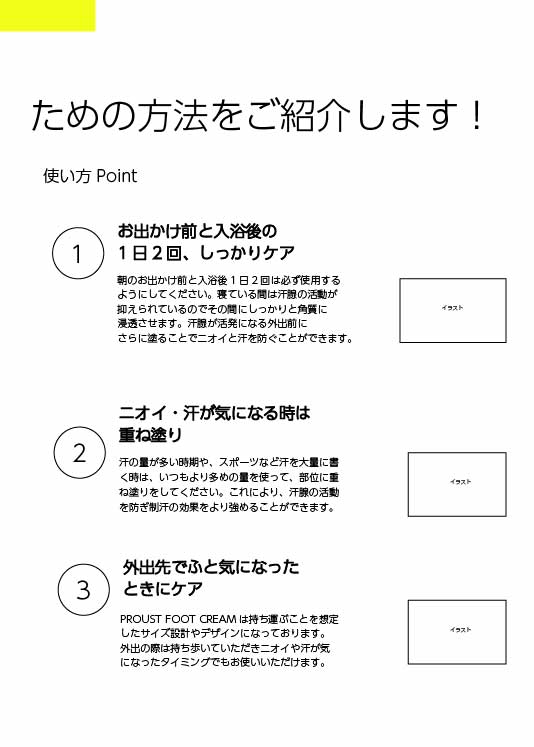 ための方法をご紹介します！
使い方 Point
1
お出かけ前と入浴後の
1日2回、しっかりケア
朝のお出かけ前と入浴後1日2回は必ず使用する
ようにしてください。寝ている間は汗腺の活動が
抑えられているのでその間にしっかりと角質に
浸透させます。汗腺が活発になる外出前に
さらに塗ることでニオイと汗を防ぐことができます。
イラスト
2
ニオイ・汗が気になる時は
重ね塗り
汗の量が多い時期や、スポーツなど汗を大量に書
く時は、いつもより多めの量を使って、部位に重
ね塗りをしてください。これにより、汗腺の活動
を防ぎ制汗の効果をより強めることができます。
イラスト
3
外出先でふと気になった
ときにケア
PROUST FOOT CREAMは持ち運ぶことを想定
したサイズ設計やデザインになっております。
外出の際は持ち歩いていただきニオイや汗が気
になったタイミングでもお使いいただけます。
イラスト